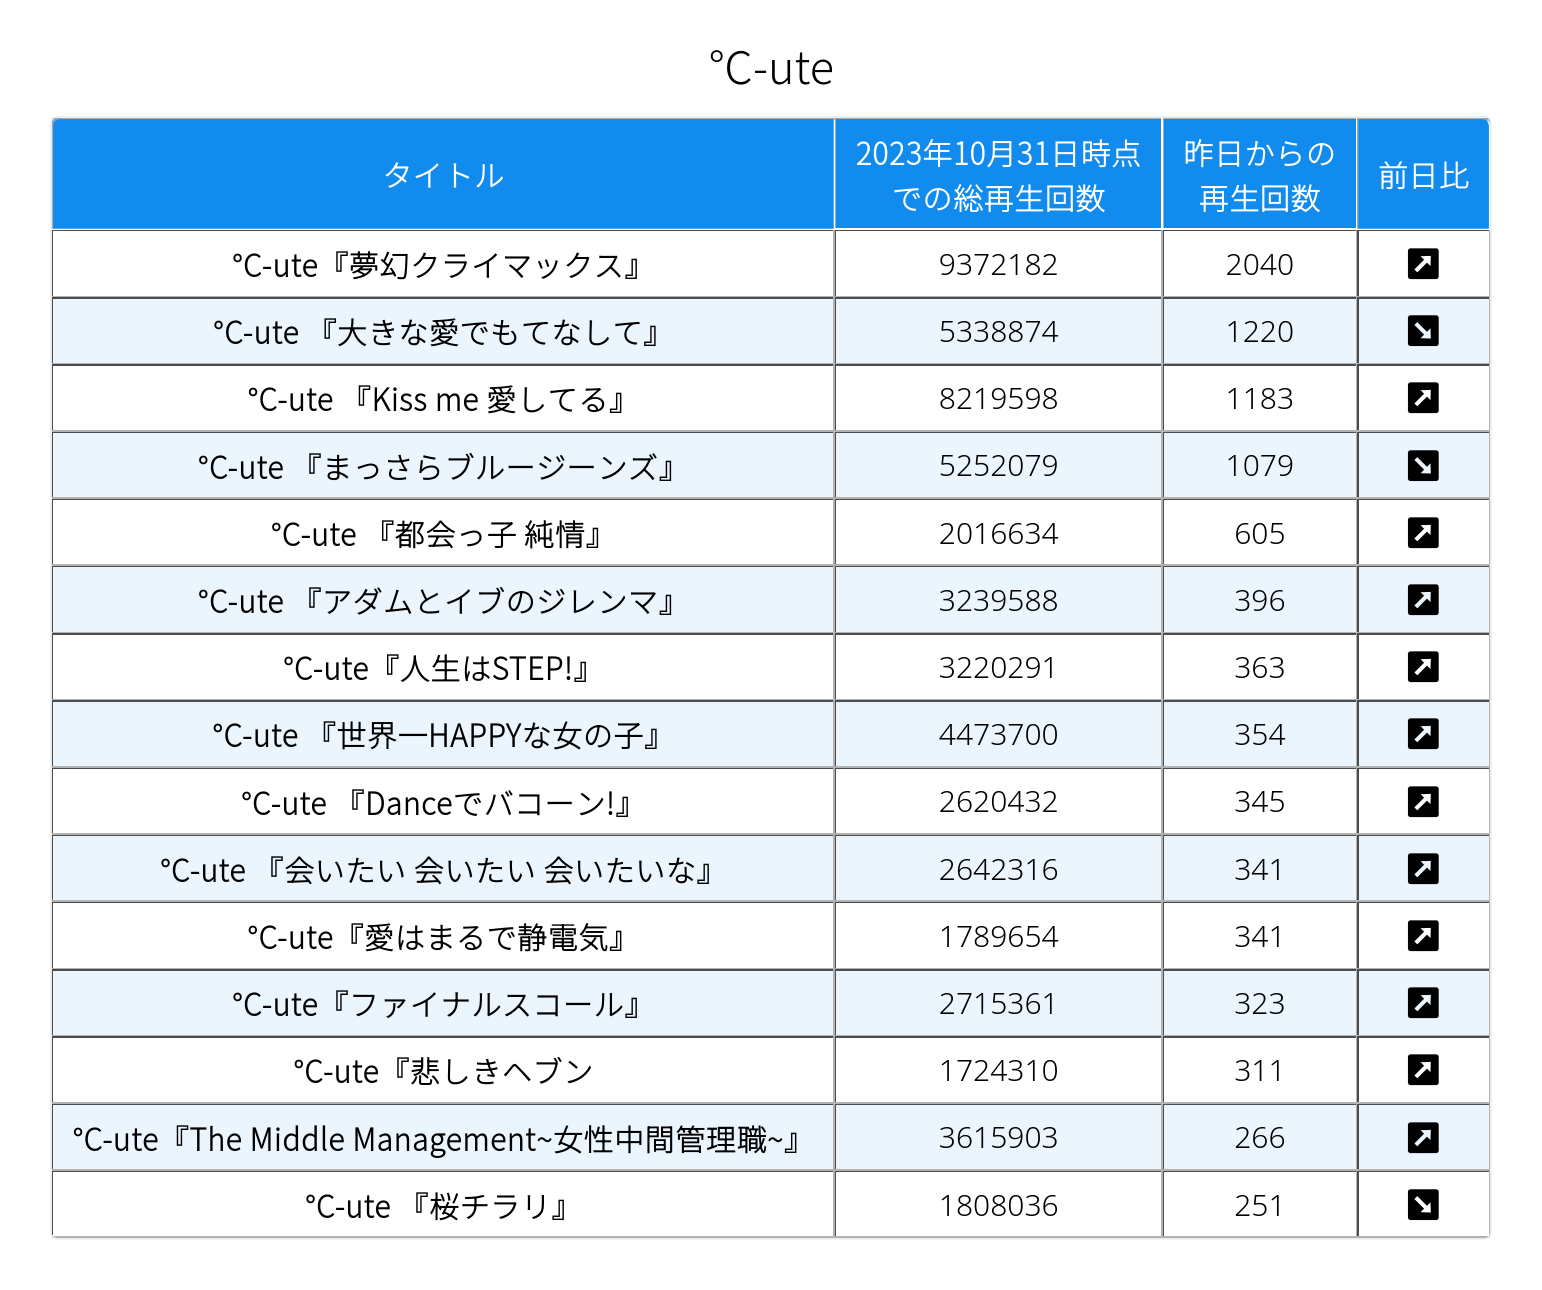 ℃-ute
タイトル
2023年10月31日時点
での総再生回数
昨日からの
再生回数
前日比
℃-ute『夢幻クライマックス』 9372182 2040
℃-ute 『大きな愛でもてなして』 5338874 1220
℃-ute 『Kiss me 愛してる』 8219598 1183
℃-ute 『まっさらブルージーンズ』 5252079 1079
℃-ute 『都会っ子 純情』 2016634 605
℃-ute 『アダムとイブのジレンマ』 3239588 396
℃-ute『人生はSTEP!』 3220291 363
℃-ute 『世界一HAPPYな女の子』 4473700 354
℃-ute 『Danceでバコーン!』 2620432 345
℃-ute 『会いたい 会いたい 会いたいな』 2642316 341
℃-ute『愛はまるで静電気』 1789654 341
℃-ute『ファイナルスコール』 2715361 323
℃-ute『悲しきヘブン 1724310 311
℃-ute『The Middle Management~女性中間管理職~』 3615903 266
℃-ute 『桜チラリ』 1808036 251